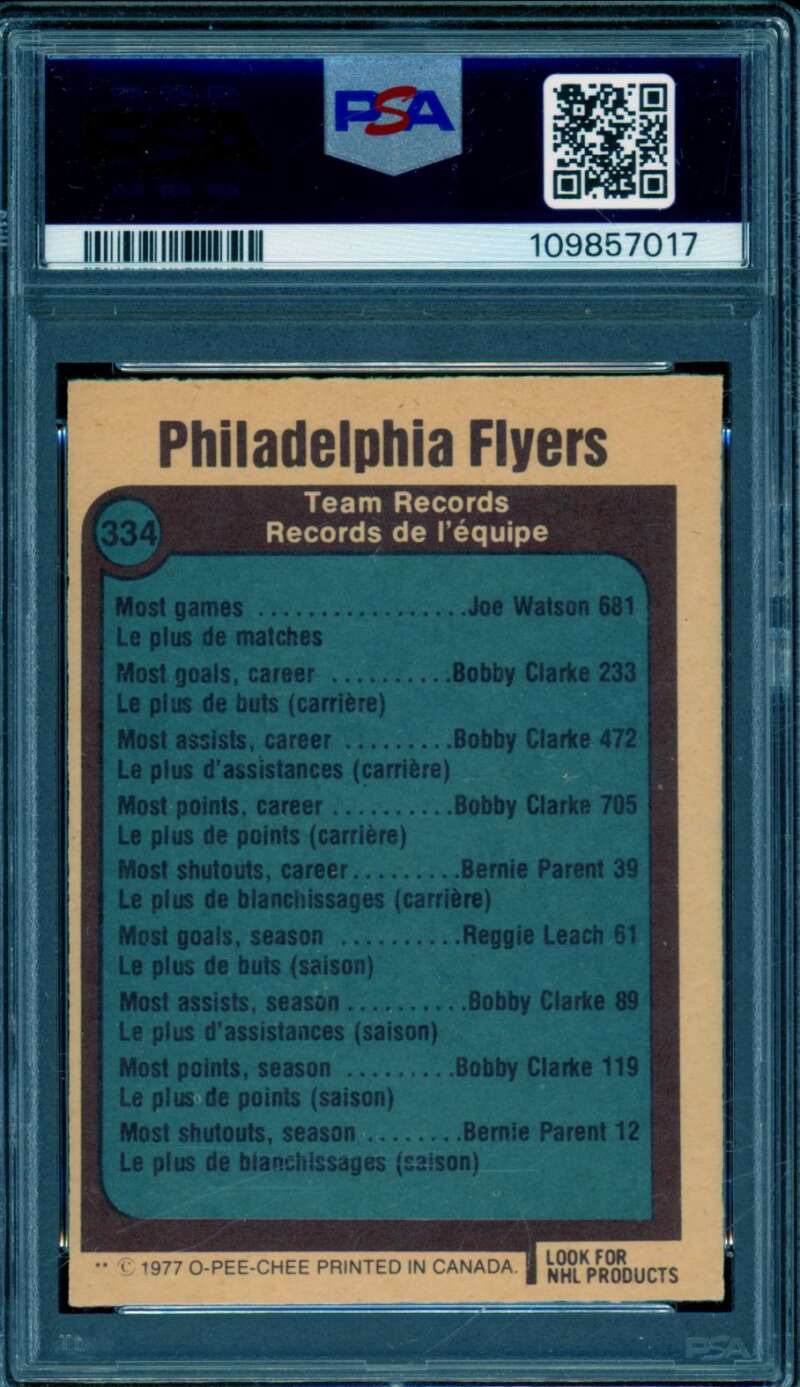 PSA
109857017
Philadelphia Flyers
Team Records
334
Records de l'équipe
Most games .................Joe Watson 681
Le plus de matches
Most goals, career ..........Bobby Clarke 233
Le plus de buts (carrière)
Most assists, career .........Bobby Clarke 472
Le plus d'assistances (carrière)
Most points, career ..........Bobby Clarke 705
Le plus de points (carrière)
Most shutouts, career.........Bernie Parent 39
Le plus de blanchissages (carrière)
Most goals, season ..........Reggie Leach 61
Le plus de buts (saison)
Most assists, season ..........Bobby Clarke 89
Le plus d'assistances (saison)
Most points, season .........Bobby Clarke 119
Le plus de points (saison)
Most shutouts, season ........Bernie Parent 12
Le plus de blanchissages (saison)
** © 1977 O-PEE-CHEE PRINTED IN CANADA.
LOOK FOR
NHL PRODUCTS
PSA